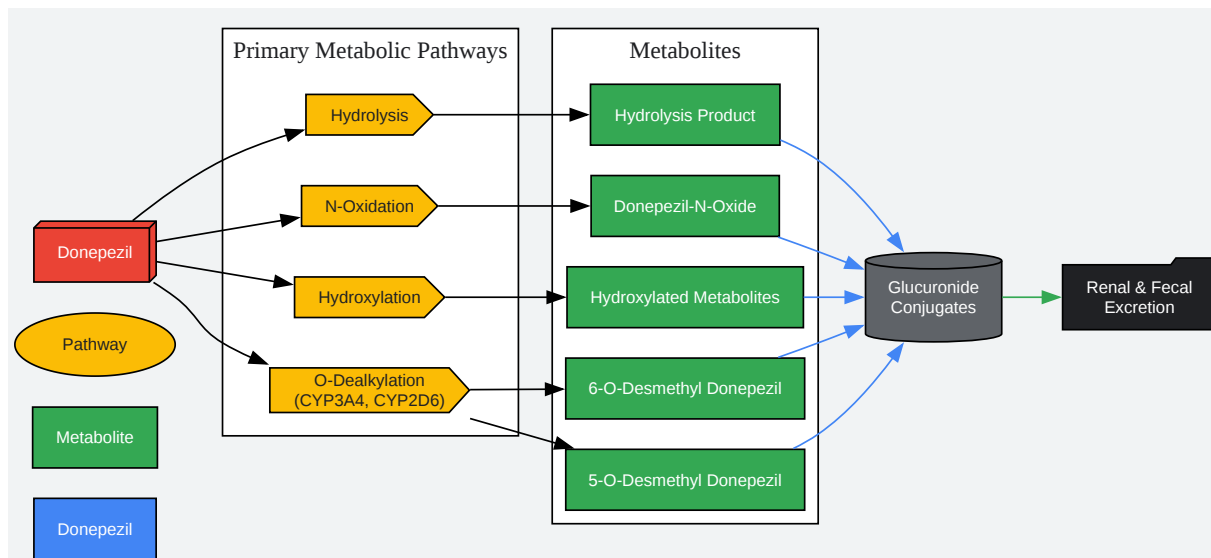 Primary Metabolic Pathways
Metabolites
Hydrolysis
Hydrolysis Product
N-Oxidation
Donepezil-N-Oxide
Donepezil
Hydroxylation
Hydroxylated Metabolites
Glucuronide
Conjugates
Renal & Fecal
Excretion
Pathway
O-Dealkylation
(CYP3A4, CYP2D6)
6-O-Desmethyl Donepezil
Metabolite
5-O-Desmethyl Donepezil
Donepezil